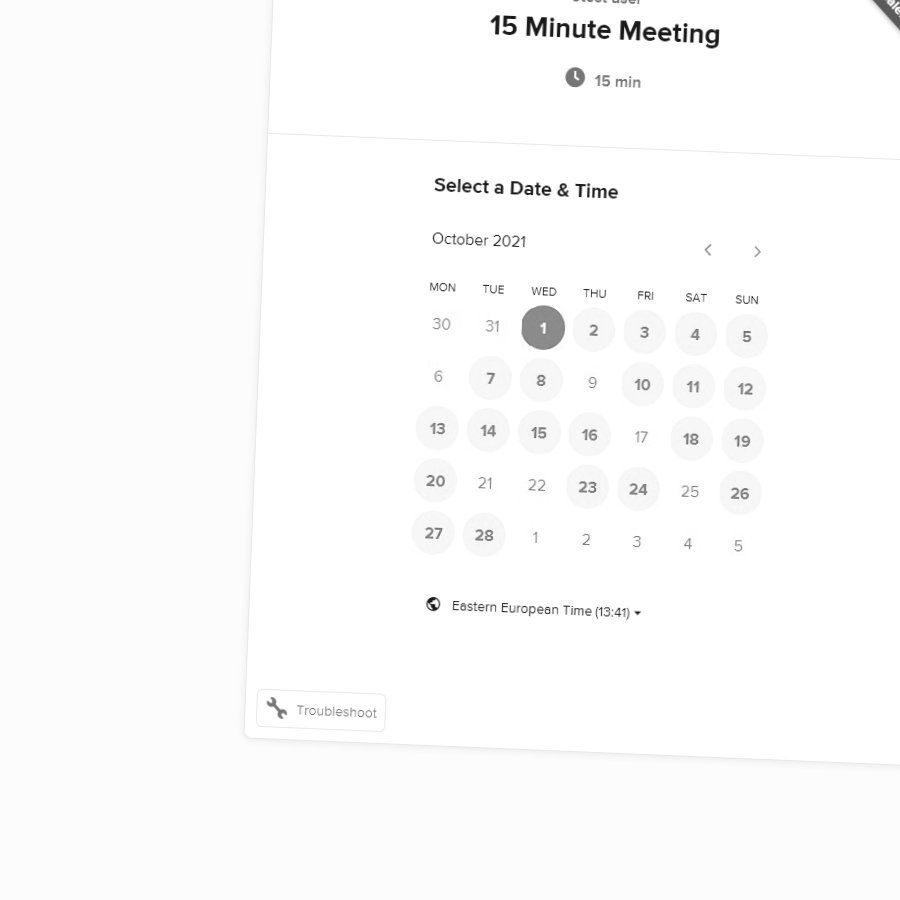 15 Minute Meeting
15 min
Select a Date & Time
October 2021
MON TUE WED THU FRI SAT SUN
30 31 1 2 3 4 5
6 7 8 9 10 11 12
13 14 15 16 17 18 19
20 21 22 23 24 25 26
27 28 1 2 3 4 5
Eastern European Time (13:41)
Troubleshoot